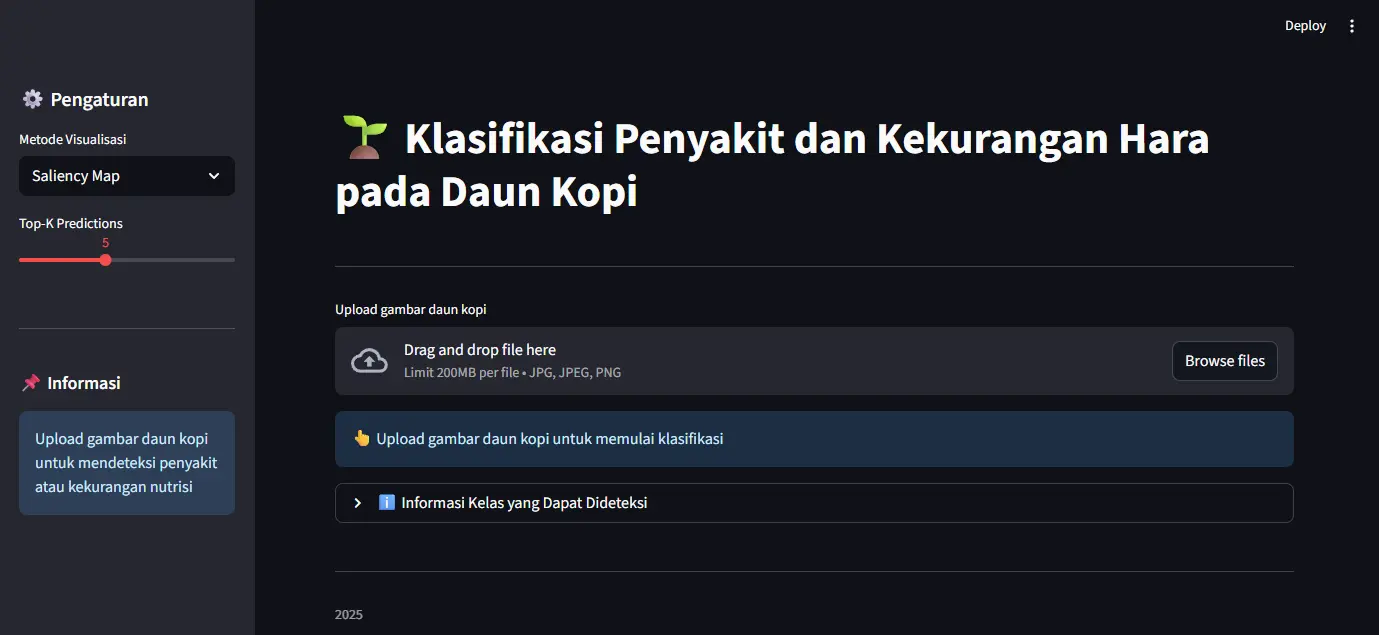 Deploy
Pengaturan
Metode Visualisasi
Saliency Map
Top-K Predictions
5
Informasi
Upload gambar daun kopi
untuk mendeteksi penyakit
atau kekurangan nutrisi
Klasifikasi Penyakit dan Kekurangan Hara
pada Daun Kopi
Upload gambar daun kopi
Drag and drop file here
Limit 200MB per file • JPG, JPEG, PNG
Browse files
Upload gambar daun kopi untuk memulai klasifikasi
Informasi Kelas yang Dapat Dideteksi
2025